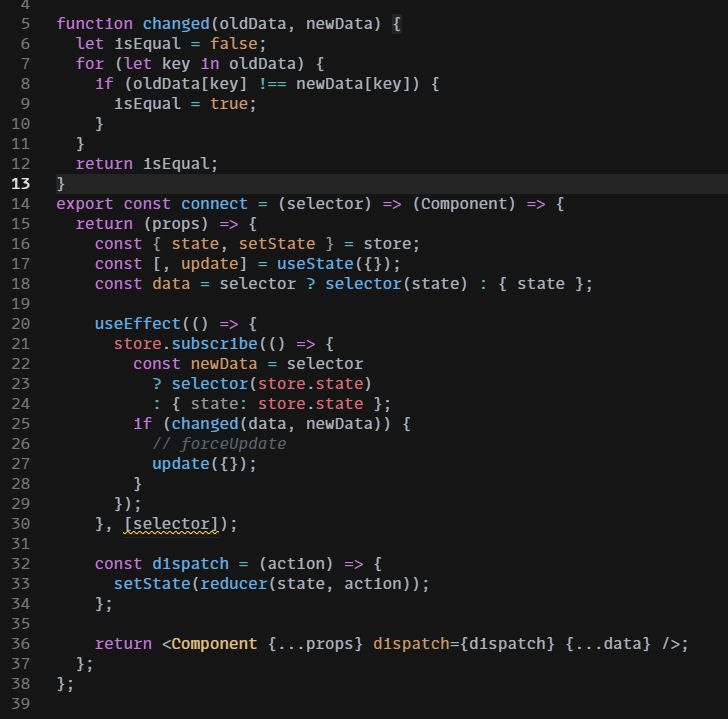 4
5 function changed(oldData, newData) {
6   let isEqual = false;
7   for (let key in oldData) {
8     if (oldData[key] !== newData[key]) {
9       isEqual = true;
10     }
11   }
12   return isEqual;
13 }
14 export const connect = (selector) => (Component) => {
15   return (props) => {
16     const { state, setState } = store;
17     const [, update] = useState({});
18     const data = selector ? selector(state) : { state };
19
20     useEffect(() => {
21       store.subscribe(() => {
22         const newData = selector
23           ? selector(store.state)
24           : { state: store.state };
25         if (changed(data, newData)) {
26           // forceUpdate
27           update({});
28         }
29       });
30     }, [selector]);
31
32     const dispatch = (action) => {
33       setState(reducer(state, action));
34     };
35
36     return <Component {...props} dispatch={dispatch} {...data} />;
37   };
38 };
39